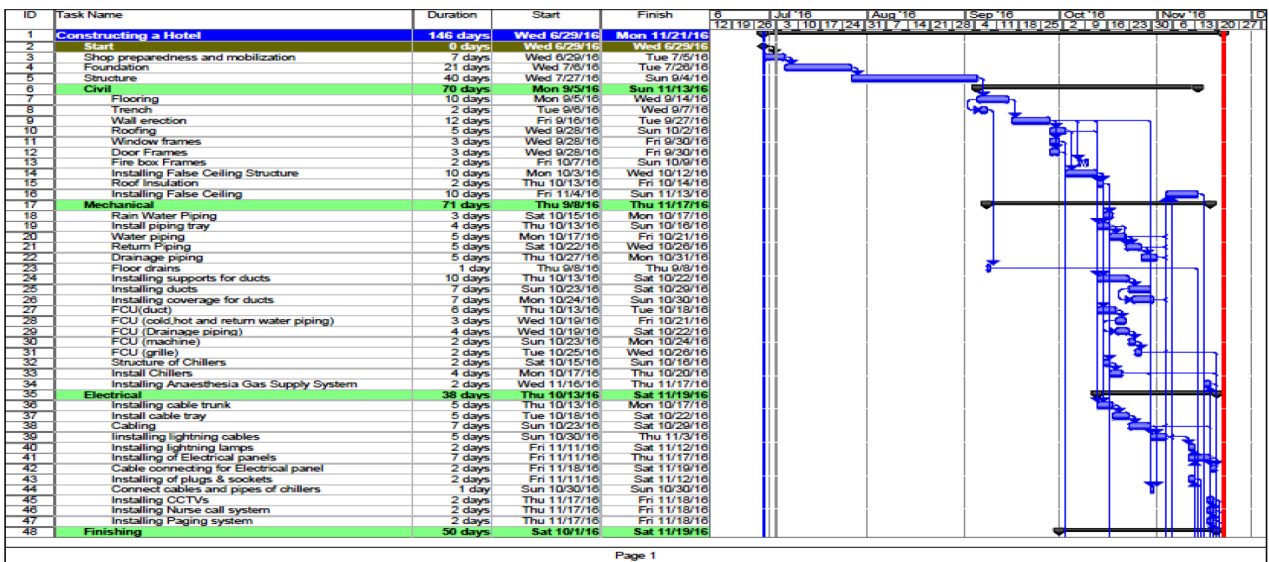 ID Task Name Duration Start Finish 6 Jul '16 Aug '16 Sep '16 Oct '16 Nov '16 D
12 19 26 3 10 17 24 31 7 14 21 28 4 11 18 25 2 9 16 23 30 6 13 20 27
1 Constructing a Hotel 146 days Wed 6/29/16 Mon 11/21/16
2 Start 0 days Wed 6/29/16 Wed 6/29/16
3 Shop preparedness and mobilization 7 days Wed 6/29/16 Tue 7/5/16
4 Foundation 21 days Wed 7/6/16 Tue 7/26/16
5 Structure 40 days Wed 7/27/16 Sun 9/4/16
6 Civil 70 days Mon 9/5/16 Sun 11/13/16
7 Flooring 10 days Mon 9/5/16 Wed 9/14/16
8 Trench 2 days Tue 9/6/16 Wed 9/7/16
9 Wall erection 12 days Fri 9/16/16 Tue 9/27/16
10 Roofing 5 days Wed 9/28/16 Sun 10/2/16
11 Window frames 3 days Wed 9/28/16 Fri 9/30/16
12 Door Frames 3 days Wed 9/28/16 Fri 9/30/16
13 Fire box Frames 2 days Fri 10/7/16 Sun 10/9/16
14 Installing False Ceiling Structure 10 days Mon 10/3/16 Wed 10/12/16
15 Roof Insulation 2 days Thu 10/13/16 Fri 10/14/16
16 Installing False Ceiling 10 days Fri 11/4/16 Sun 11/13/16
17 Mechanical 71 days Thu 9/8/16 Thu 11/17/16
18 Rain Water Piping 3 days Sat 10/15/16 Mon 10/17/16
19 Install piping tray 4 days Thu 10/13/16 Sun 10/16/16
20 Water piping 5 days Mon 10/17/16 Fri 10/21/16
21 Return Piping 5 days Sat 10/22/16 Wed 10/26/16
22 Drainage piping 5 days Thu 10/27/16 Mon 10/31/16
23 Floor drains 1 day Thu 9/8/16 Thu 9/8/16
24 Installing supports for ducts 10 days Thu 10/13/16 Sat 10/22/16
25 Installing ducts 7 days Sun 10/23/16 Sat 10/29/16
26 Installing coverage for ducts 7 days Mon 10/24/16 Sun 10/30/16
27 FCU(duct) 6 days Thu 10/13/16 Tue 10/18/16
28 FCU (cold,hot and return water piping) 3 days Wed 10/19/16 Fri 10/21/16
29 FCU (Drainage piping) 4 days Wed 10/19/16 Sat 10/22/16
30 FCU (machine) 2 days Sun 10/23/16 Mon 10/24/16
31 FCU (grille) 2 days Tue 10/25/16 Wed 10/26/16
32 Structure of Chillers 2 days Sat 10/15/16 Sun 10/16/16
33 Install Chillers 4 days Mon 10/17/16 Thu 10/20/16
34 Installing Anaesthesia Gas Supply System 2 days Wed 11/16/16 Thu 11/17/16
35 Electrical 38 days Thu 10/13/16 Sat 11/19/16
36 Installing cable trunk 5 days Thu 10/13/16 Mon 10/17/16
37 Install cable tray 5 days Tue 10/18/16 Sat 10/22/16
38 Cabling 7 days Sun 10/23/16 Sat 10/29/16
39 Iinstalling lightning cables 5 days Sun 10/30/16 Thu 11/3/16
40 Installing lightning lamps 2 days Fri 11/11/16 Sat 11/12/16
41 Installing of Electrical panels 7 days Fri 11/11/16 Thu 11/17/16
42 Cable connecting for Electrical panel 2 days Fri 11/18/16 Sat 11/19/16
43 Installing of plugs & sockets 2 days Fri 11/11/16 Sat 11/12/16
44 Connect cables and pipes of chillers 1 day Sun 10/30/16 Sun 10/30/16
45 Installing CCTVs 2 days Thu 11/17/16 Fri 11/18/16
46 Installing Nurse call system 2 days Thu 11/17/16 Fri 11/18/16
47 Installing Paging system 2 days Thu 11/17/16 Fri 11/18/16
48 Finishing 50 days Sat 10/1/16 Sat 11/19/16
Page 1